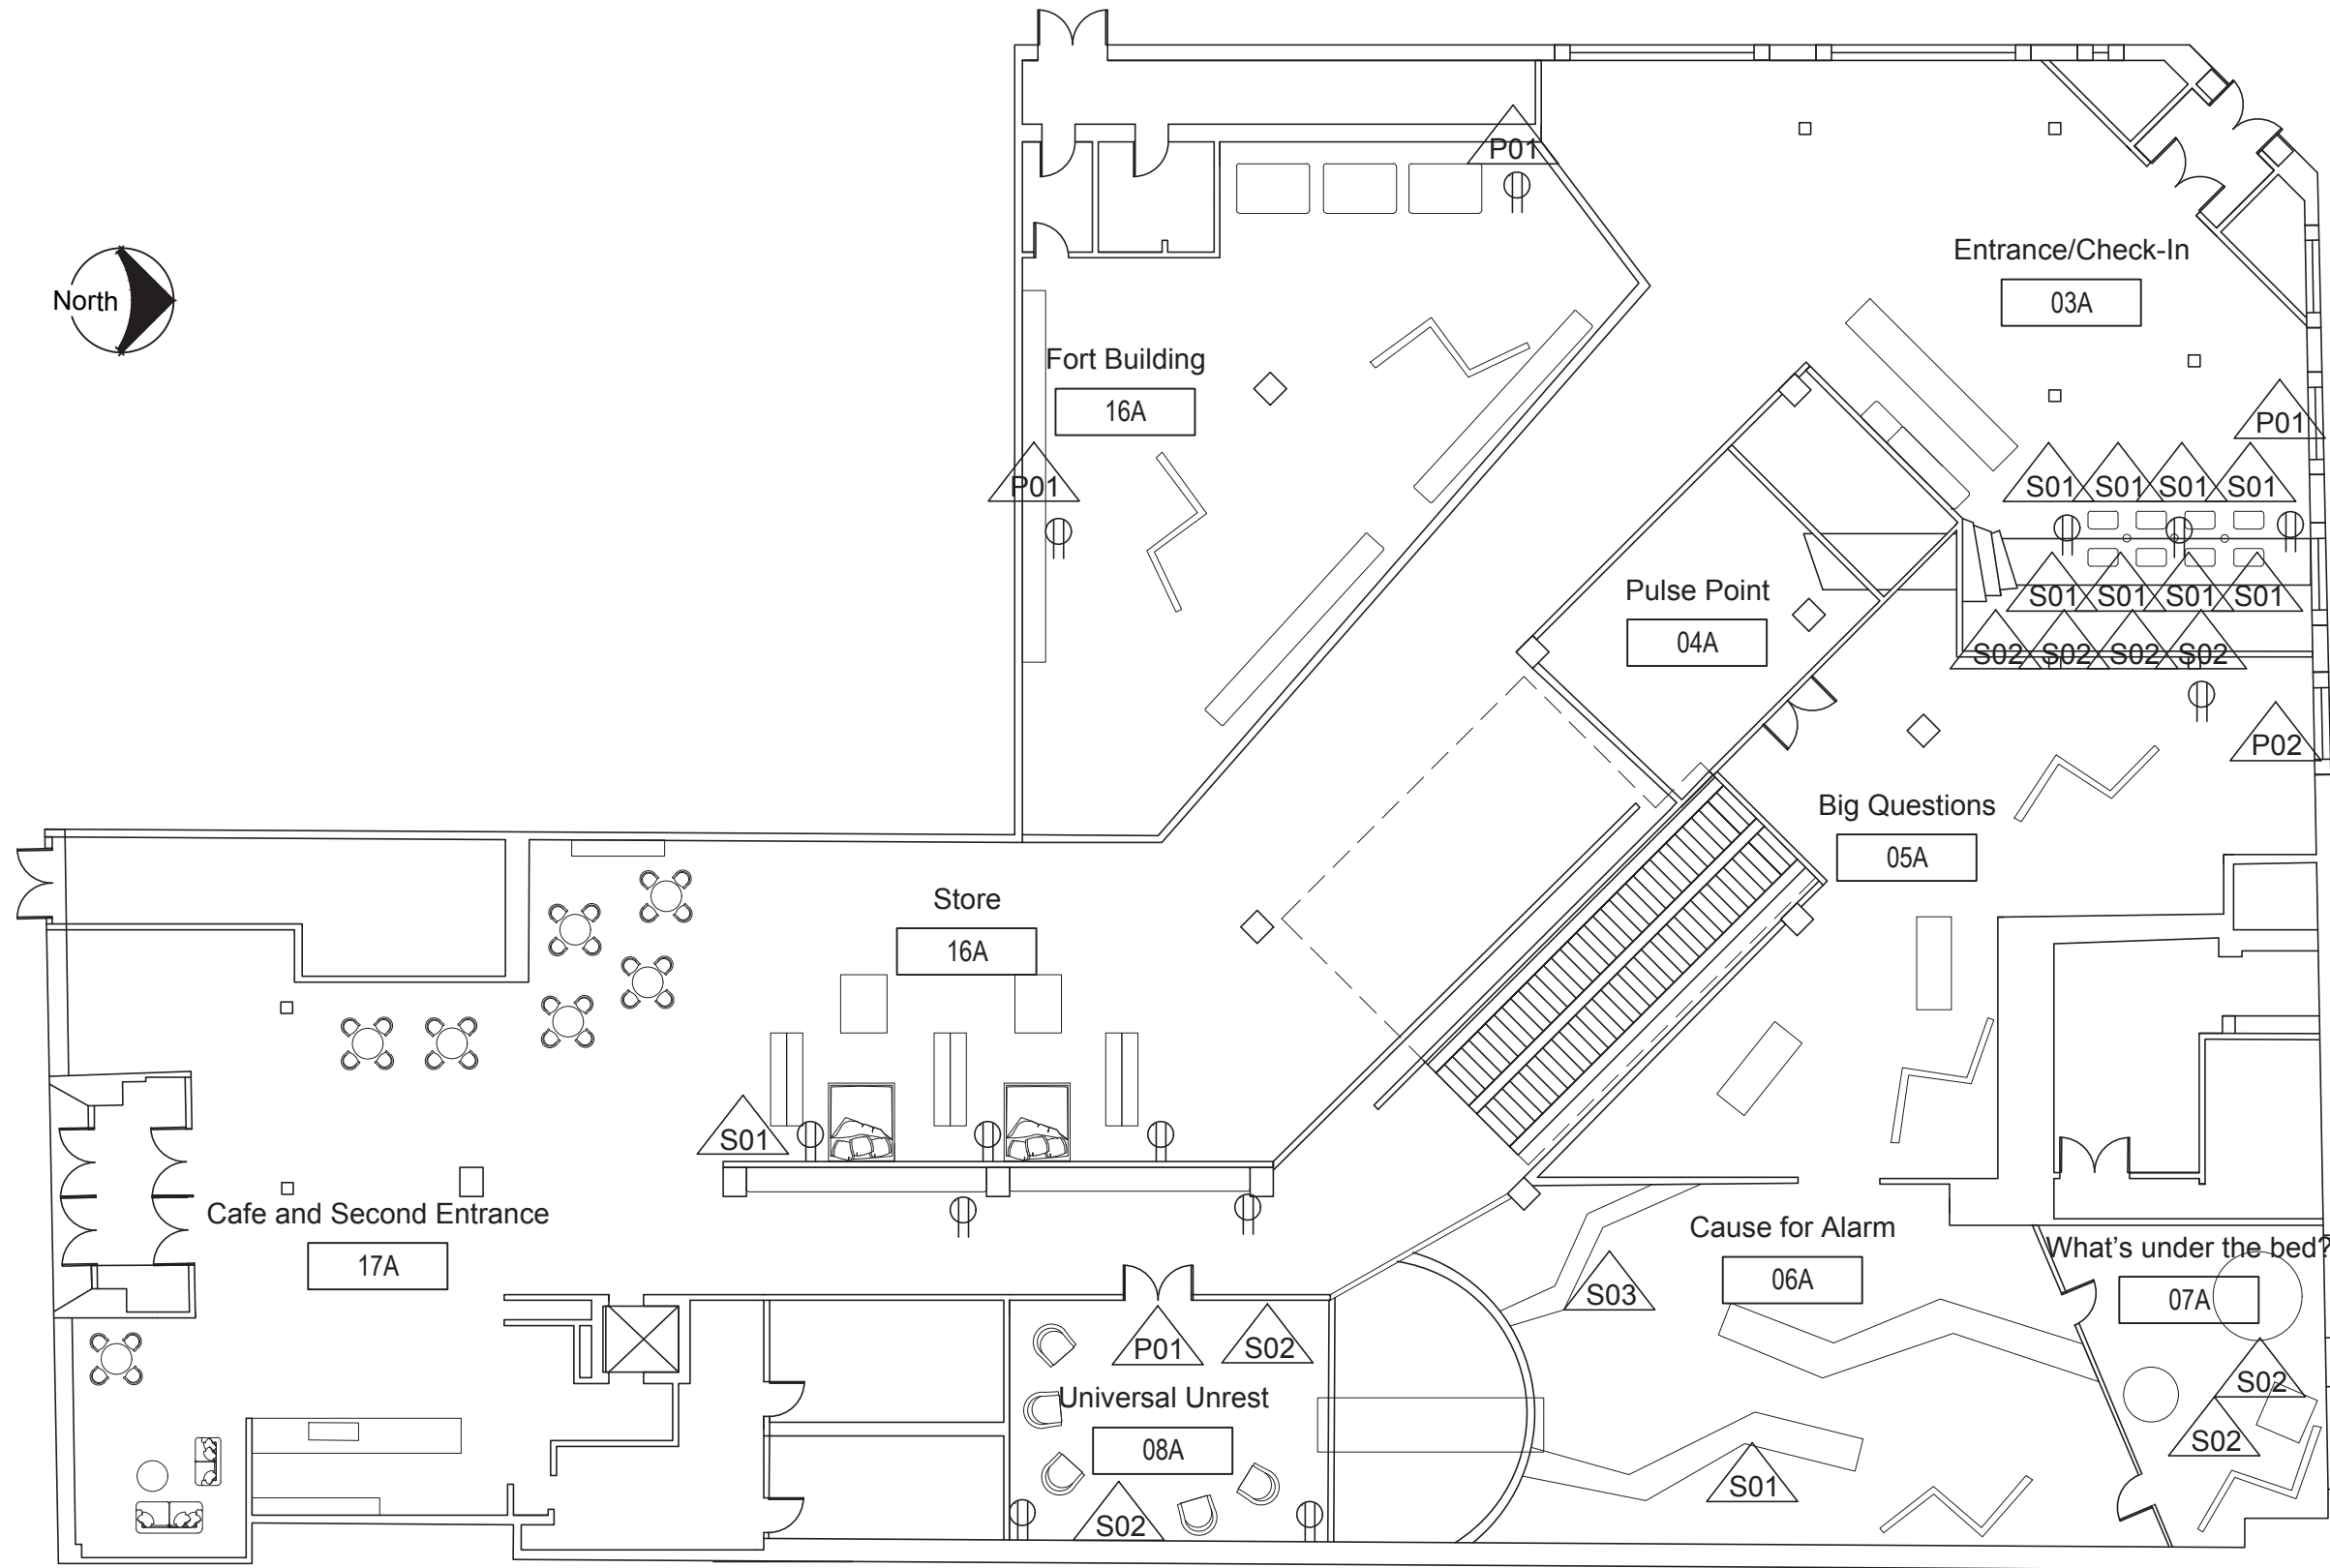 P01
Entrance/Check-In
03A
North
Fort Building
16A
P01
P01
S01 S01 S01 S01
Pulse Point
04A
S01 S01 S01 S01
S02 S02 S02 S02
P02
Big Questions
05A
Store
16A
S01
Cafe and Second Entrance
17A
Cause for Alarm
06A
What's under the bed?
07A
S03
P01
S02
Universal Unrest
08A
S02
S02
S01
S02